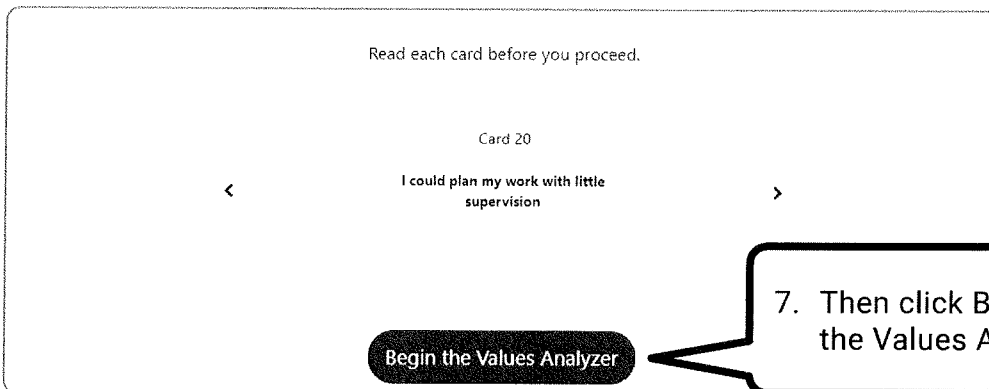 Read each card before you proceed.
Card 20
I could plan my work with little
supervision
Begin the Values Analyzer
7. Then click B
the Values A